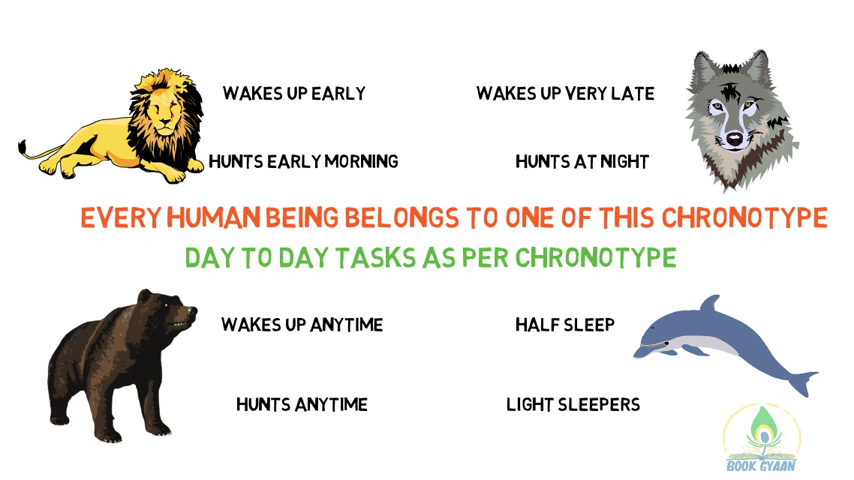 WAKES UP EARLY
WAKES UP VERY LATE
HUNTS EARLY MORNING
HUNTS AT NIGHT
EVERY HUMAN BEING BELONGS TO ONE OF THIS CHRONOTYPE
DAY TO DAY TASKS AS PER CHRONOTYPE
WAKES UP ANYTIME
HALF SLEEP
HUNTS ANYTIME
LIGHT SLEEPERS
BOOK GYAAN